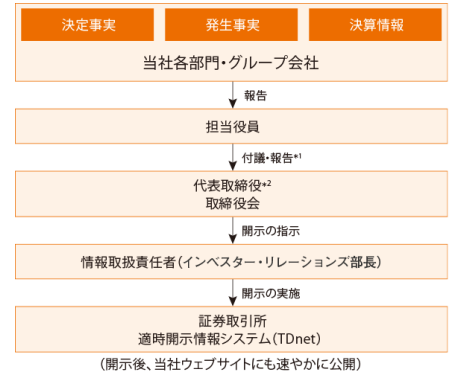 決定事実 発生事実 決算情報
当社各部門・グループ会社
報告
担当役員
付議・報告*1
代表取締役*2
取締役会
開示の指示
情報取扱責任者(インベスター・リレーションズ部長)
開示の実施
証券取引所
適時開示情報システム(TDnet)
(開示後、当社ウェブサイトにも速やかに公開)